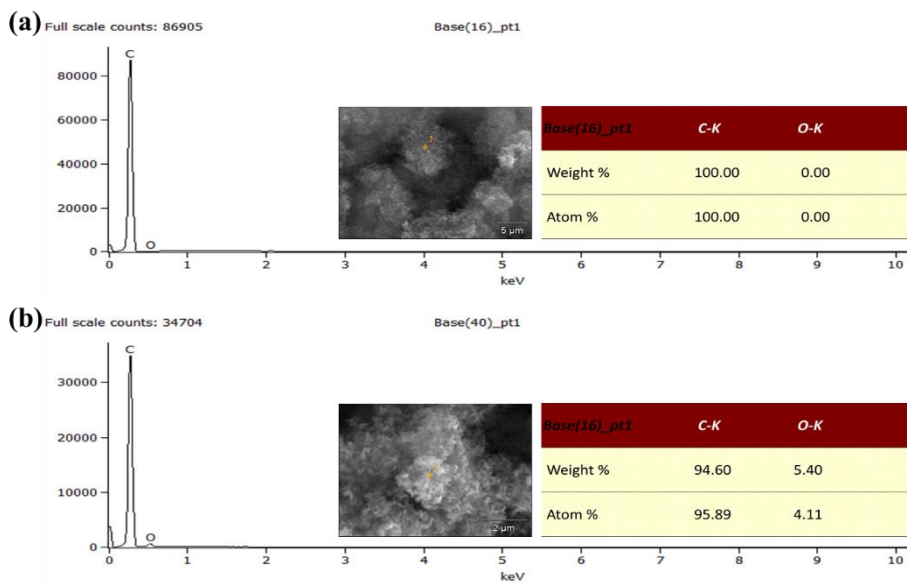 (a) Full scale counts: 86905 Base(16)_pt1
C
80000
60000
40000
20000
0
O
1
5 µm
Base(16)_pt1 C-K O-K
Weight % 100.00 0.00
Atom % 100.00 0.00
0 1 2 3 4 5 6 7 8 9 10
keV
(b) Full scale counts: 34704 Base(40)_pt1
C
30000
20000
10000
0
O
2 µm
Base(16)_pt1 C-K O-K
Weight % 94.60 5.40
Atom % 95.89 4.11
0 1 2 3 4 5 6 7 8 9 10
keV